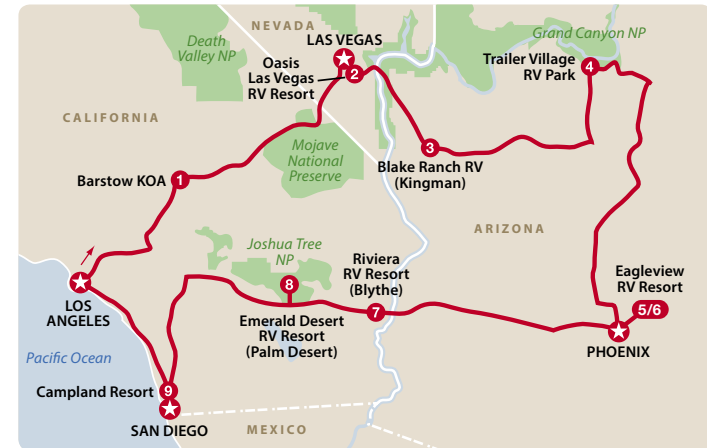 NEVADA
Grand Canyon NP
Death
Valley NP
LAS VEGAS
Oasis
Las Vegas
RV Resort
2
Trailer Village
RV Park
4
CALIFORNIA
Mojave
National
Preserve
3
Blake Ranch RV
(Kingman)
Barstow KOA
1
ARIZONA
Joshua Tree
NP
8
Riviera
RV Resort
(Blythe)
7
Eagleview
RV Resort
5/6
LOS
ANGELES
Emerald Desert
RV Resort
(Palm Desert)
PHOENIX
Pacific Ocean
Campland Resort
9
SAN DIEGO
MEXICO